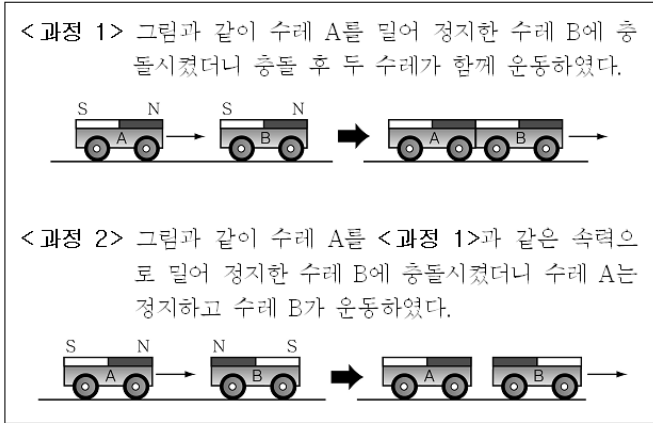 <과정 1> 그림과 같이 수레 A를 밀어 정지한 수레 B에 충
돌시켰더니 충돌 후 두 수레가 함께 운동하였다.
S N S N
A B A B
<과정 2> 그림과 같이 수레 A를 <과정 1>과 같은 속력으
로 밀어 정지한 수레 B에 충돌시켰더니 수레 A는
정지하고 수레 B가 운동하였다.
S N N S
A B A B